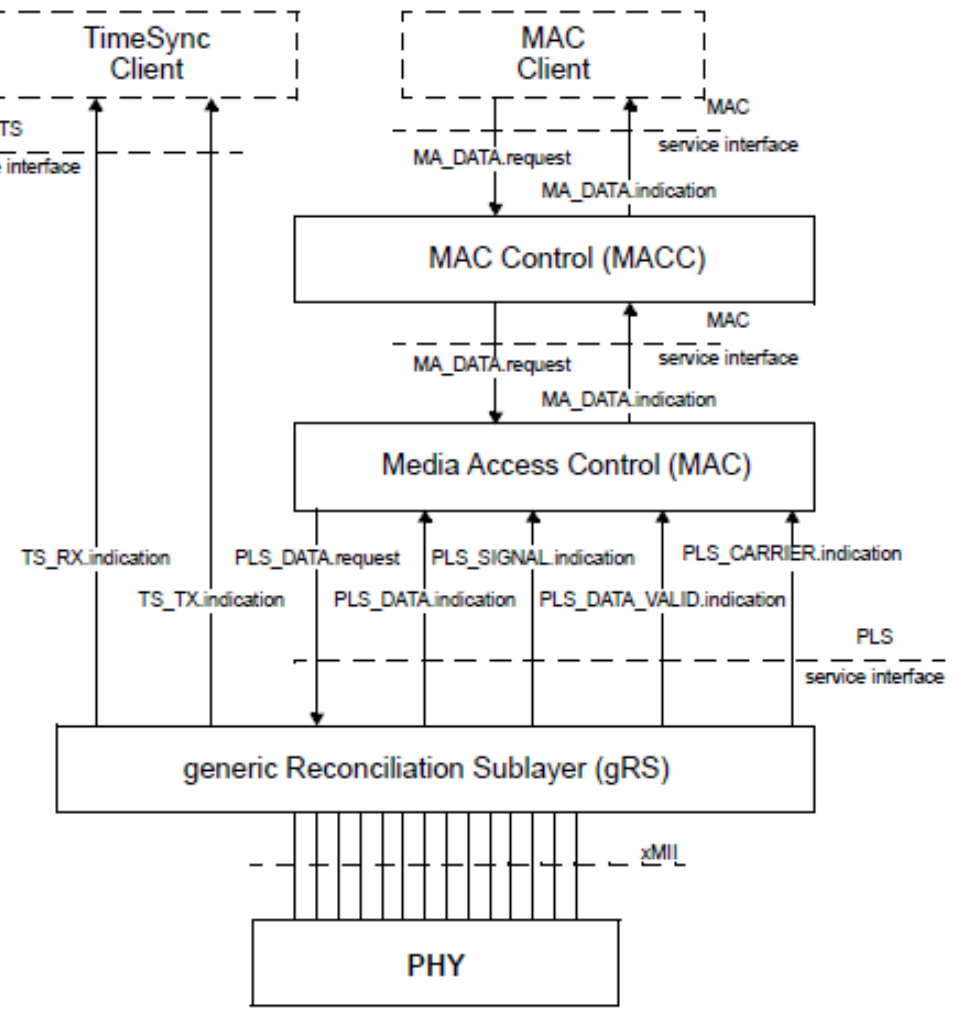 TimeSync
Client
MAC
Client
TS
MAC
interface
service interface
MA_DATA.request
MA_DATA.indication
MAC Control (MACC)
MAC
service interface
MA_DATA.request
MA_DATA.indication
Media Access Control (MAC)
TS_RX.indication
PLS_DATA.request
PLS_SIGNAL.indication
PLS_CARRIER.indication
TS_TX.indication
PLS_DATA.indication
PLS_DATA_VALID.indication
PLS
service interface
generic Reconciliation Sublayer (gRS)
xMII
PHY